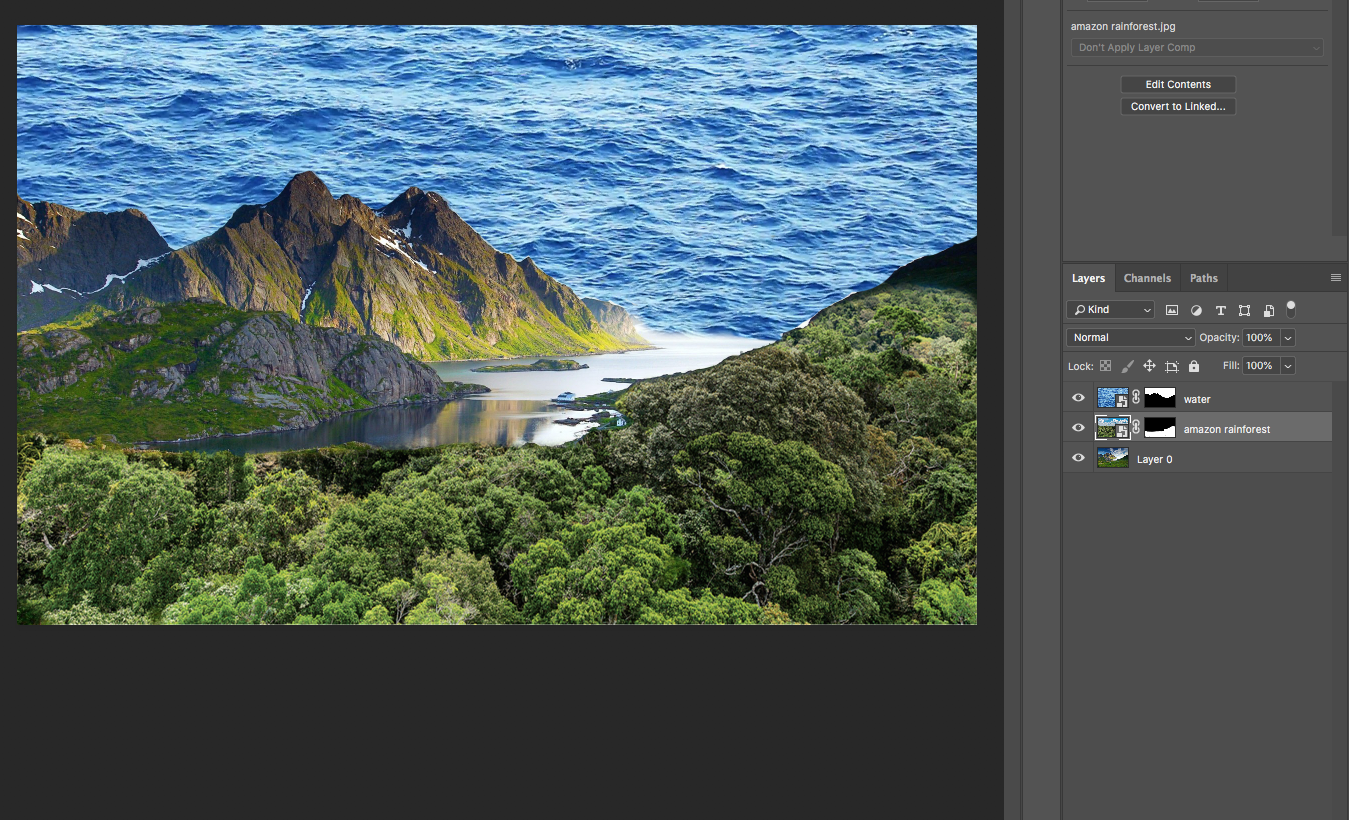 amazon rainforest.jpg
Don't Apply Layer Comp
Edit Contents
Convert to Linked...
Layers Channels Paths
Kind
Normal Opacity: 100%
Lock: Fill: 100%
water
amazon rainforest
Layer 0